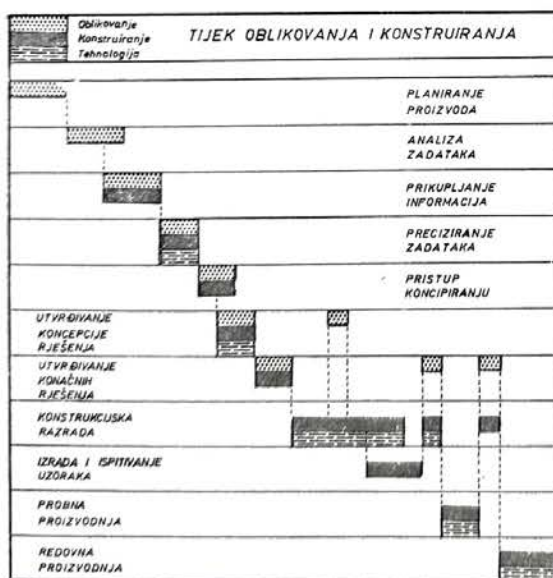 Oblikovanje
Konstruiranje
Tehnologija
TIJEK OBLIKOVANJA I KONSTRUIRANJA
PLANIRANJE
PROIZVODA
ANALIZA
ZADATAKA
PRIKUPLJANJE
INFORMACIJA
PRECIZIRANJE
ZADATAKA
PRISTUP
KONCIPIRANJU
UTVRĐIVANJE
KONCEPCIJE
RJEŠENJA
UTVRĐIVANJE
KONAČNIH
RJEŠENJA
KONSTRUKCIJSKA
RAZRADA
IZRADA I ISPITIVANJE
UZORAKA
PROBNA
PROIZVODNJA
REDOVNA
PROIZVODNJA